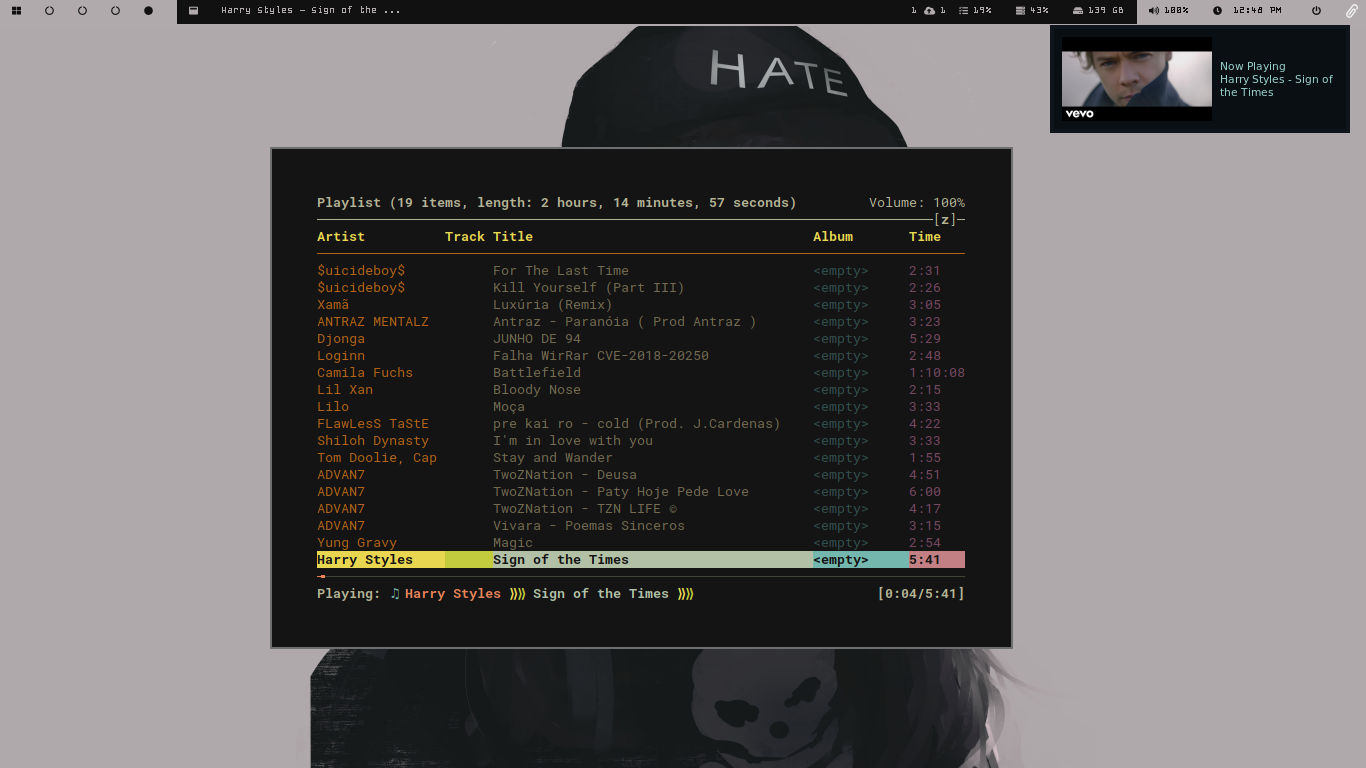 Harry Styles - Sign of the ... 1 1 19% 43% 139 GB 100% 12:48 PM
HATE
Now Playing
Harry Styles - Sign of
the Times
vevo
Playlist (19 items, length: 2 hours, 14 minutes, 57 seconds) Volume: 100%
[z]
Artist Track Title Album Time
$uicideboy$ For The Last Time <empty> 2:31
$uicideboy$ Kill Yourself (Part III) <empty> 2:26
Xamã Luxúria (Remix) <empty> 3:05
ANTRAZ MENTALZ Antraz - Paranóia ( Prod Antraz ) <empty> 3:23
Djonga JUNHO DE 94 <empty> 5:29
Loginn Falha WirRar CVE-2018-20250 <empty> 2:48
Camila Fuchs Battlefield <empty> 1:10:08
Lil Xan Bloody Nose <empty> 2:15
Lilo Moça <empty> 3:33
FLawLesS TaStE pre kai ro - cold (Prod. J.Cardenas) <empty> 4:22
Shiloh Dynasty I'm in love with you <empty> 3:33
Tom Doolie, Cap Stay and Wander <empty> 1:55
ADVAN7 TwoZNation - Deusa <empty> 4:51
ADVAN7 TwoZNation - Paty Hoje Pede Love <empty> 6:00
ADVAN7 TwoZNation - TZN LIFE © <empty> 4:17
ADVAN7 Vivara - Poemas Sinceros <empty> 3:15
Yung Gravy Magic <empty> 2:54
Harry Styles Sign of the Times <empty> 5:41
Playing: ♫ Harry Styles ⟫⟫ Sign of the Times ⟫⟫ [0:04/5:41]